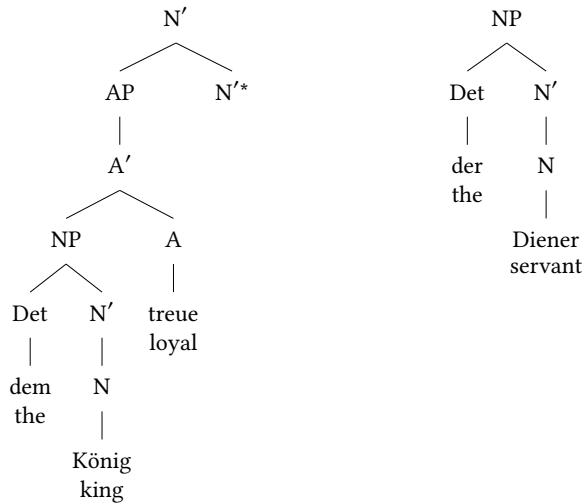 N′ NP
AP N′* Det N′
A′ der the N
NP A Diener servant
Det N′ treue loyal
dem the N
König king